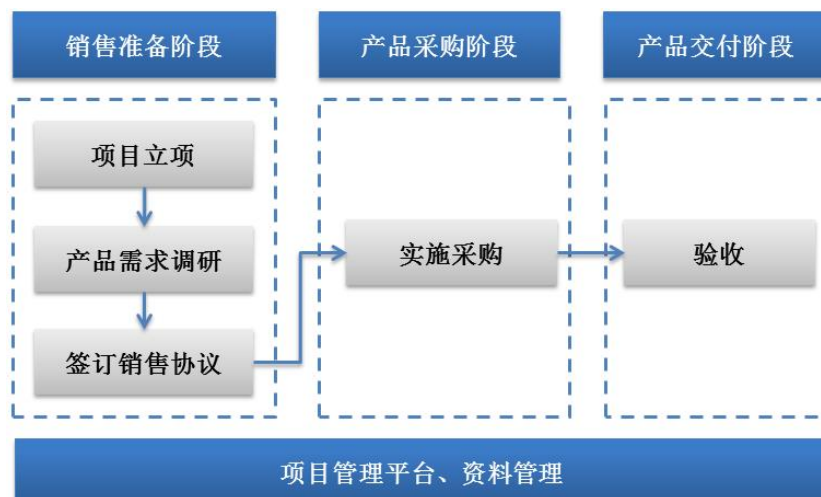 销售准备阶段
产品采购阶段
产品交付阶段
项目立项
产品需求调研
签订销售协议
实施采购
验收
项目管理平台、资料管理